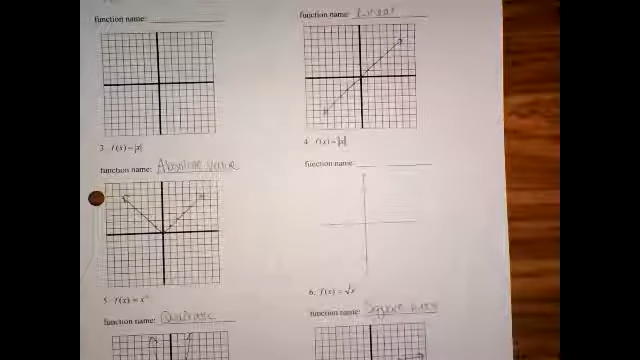 function name:
function name: Linear
3 f(x) = |x|
4 f(x) = ||x||
function name: Absolute value
function name:
5. f(x) = x²
6. f(x) = √x
function name: Quadratic
function name: Square root